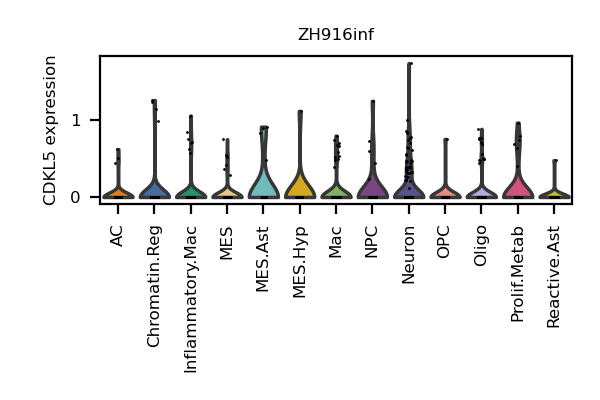 ZH916inf
CDKL5 expression
1
0
AC
Chromatin.Reg
Inflammatory.Mac
MES
MES.Ast
MES.Hyp
Mac
NPC
Neuron
OPC
Oligo
Prolif.Metab
Reactive.Ast